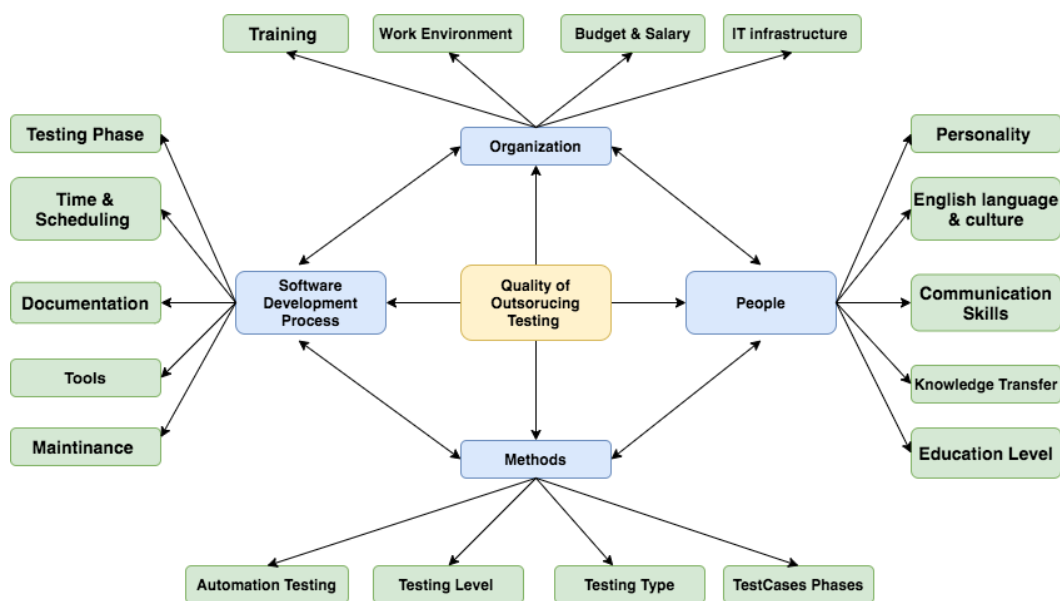 Training
Work Environment
Budget & Salary
IT infrastructure
Organization
Testing Phase
Time &
Scheduling
Documentation
Tools
Maintinance
Software
Development
Process
Quality of
Outsorucing
Testing
People
Personality
English language
& culture
Communication
Skills
Knowledge Transfer
Education Level
Methods
Automation Testing
Testing Level
Testing Type
TestCases Phases